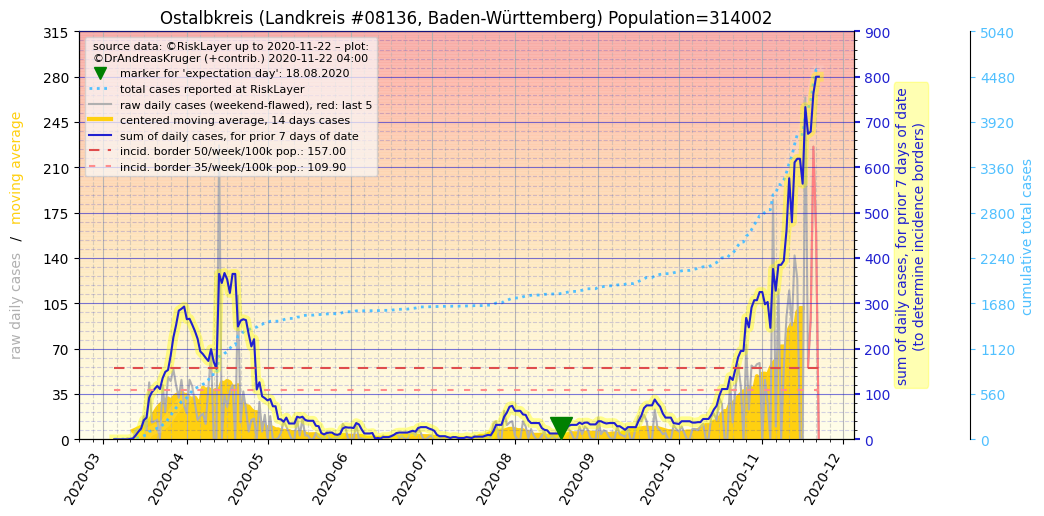 Ostalbkreis (Landkreis #08136, Baden-Württemberg) Population=314002
source data: ©RiskLayer up to 2020-11-22 – plot:
©DrAndreasKruger (+contrib.) 2020-11-22 04:00
marker for 'expectation day': 18.08.2020
total cases reported at RiskLayer
raw daily cases (weekend-flawed), red: last 5
centered moving average, 14 days cases
sum of daily cases, for prior 7 days of date
incid. border 50/week/100k pop.: 157.00
incid. border 35/week/100k pop.: 109.90
raw daily cases / moving average
315
280
245
210
175
140
105
70
35
0
2020-03
2020-04
2020-05
2020-06
2020-07
2020-08
2020-09
2020-10
2020-11
2020-12
900
800
700
600
500
400
300
200
100
0
sum of daily cases, for prior 7 days of date
(to determine incidence borders)
5040
4480
3920
3360
2800
2240
1680
1120
560
0
cumulative total cases